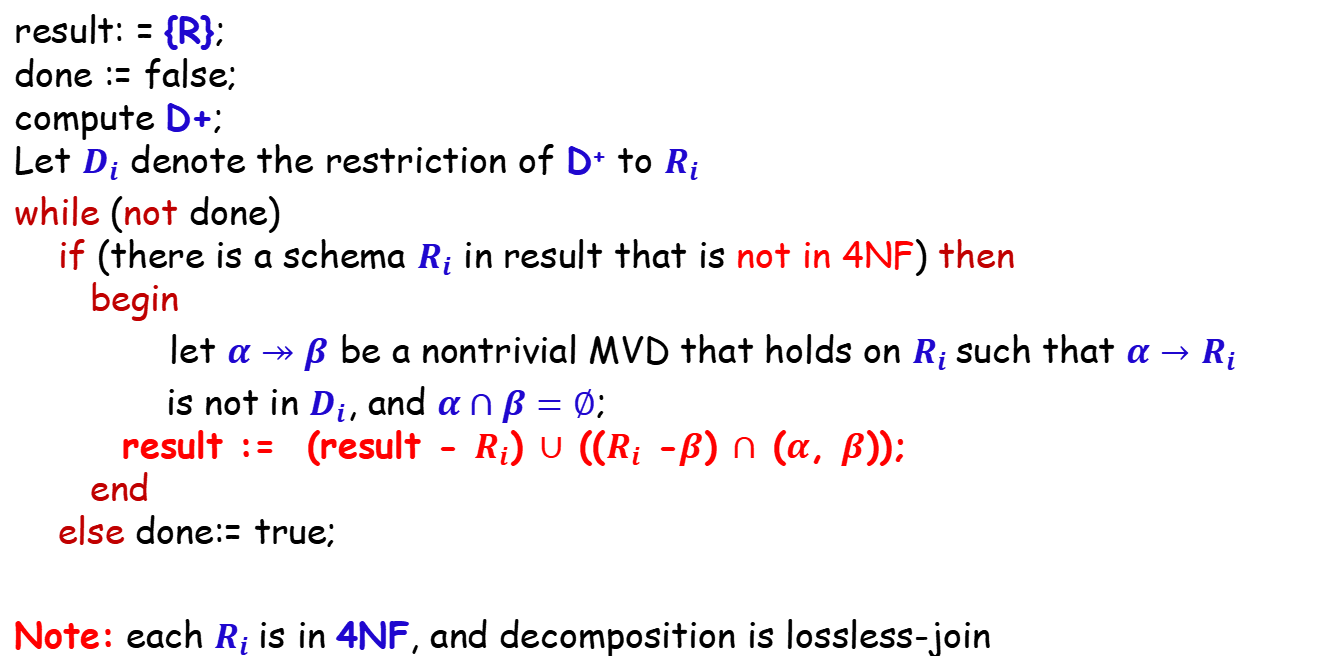 result: = {R};
done := false;
compute D+;
Let Dᵢ denote the restriction of D⁺ to Rᵢ
while (not done)
if (there is a schema Rᵢ in result that is not in 4NF) then
begin
let α ↠ β be a nontrivial MVD that holds on Rᵢ such that α → Rᵢ
is not in Dᵢ, and α ∩ β = ∅;
result := (result - Rᵢ) ∪ ((Rᵢ -β) ∩ (α, β));
end
else done:= true;
Note: each Rᵢ is in 4NF, and decomposition is lossless-join